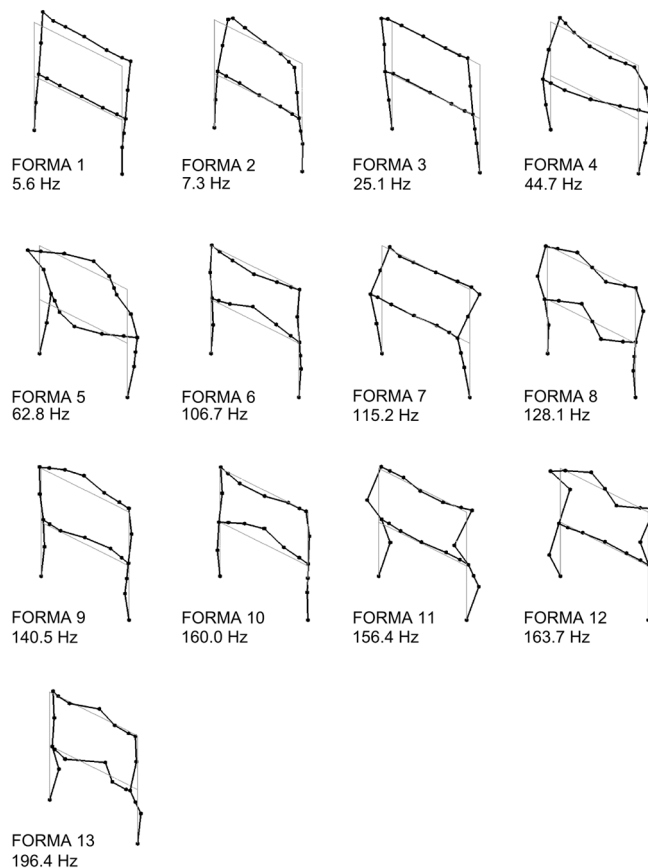 FORMA 1
5.6 Hz
FORMA 2
7.3 Hz
FORMA 3
25.1 Hz
FORMA 4
44.7 Hz
FORMA 5
62.8 Hz
FORMA 6
106.7 Hz
FORMA 7
115.2 Hz
FORMA 8
128.1 Hz
FORMA 9
140.5 Hz
FORMA 10
160.0 Hz
FORMA 11
156.4 Hz
FORMA 12
163.7 Hz
FORMA 13
196.4 Hz